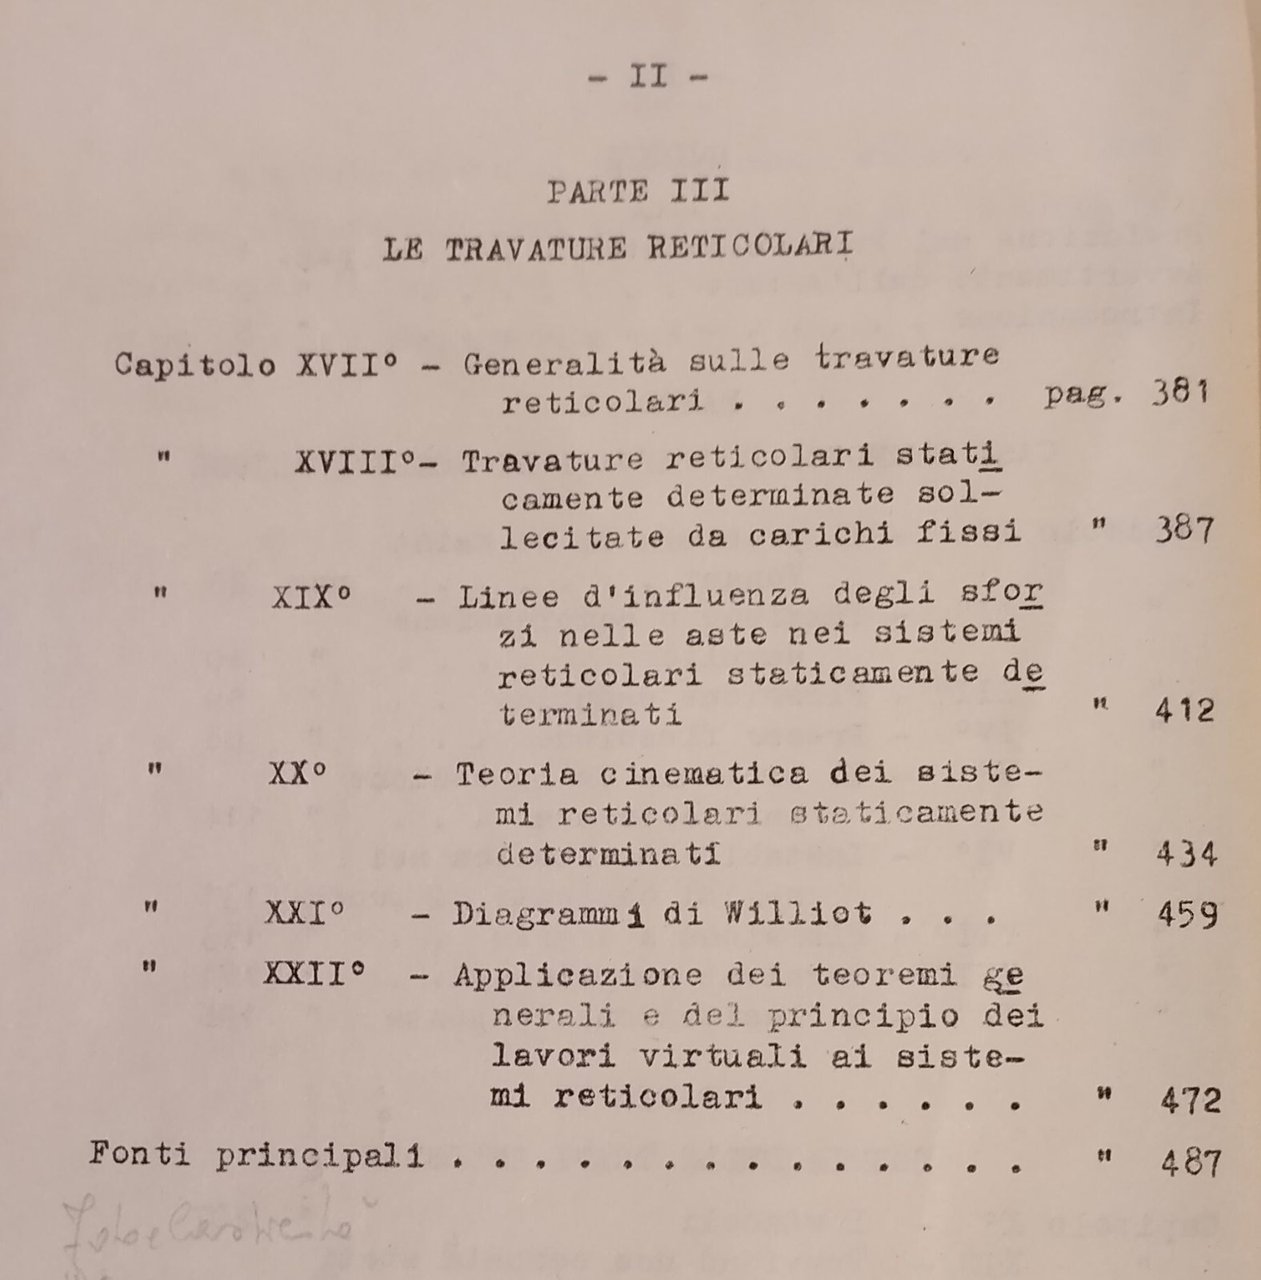 - II -
PARTE III
LE TRAVATURE RETICOLARI
Capitolo XVII° - Generalità sulle travature
reticolari . . . . . . . pag. 381
" XVIII°- Travature reticolari stati
camente determinate sol-
lecitate da carichi fissi " 387
" XIX° - Linee d'influenza degli sfor
zi nelle aste nei sistemi
reticolari staticamente de
terminati " 412
" XX° - Teoria cinematica dei siste-
mi reticolari staticamente
determinati " 434
" XXI° - Diagrammi di Williot . . . " 459
" XXII° - Applicazione dei teoremi ge
nerali e del principio dei
lavori virtuali ai siste-
mi reticolari . . . . . . " 472
Fonti principali . . . . . . . . . . . . . . " 487